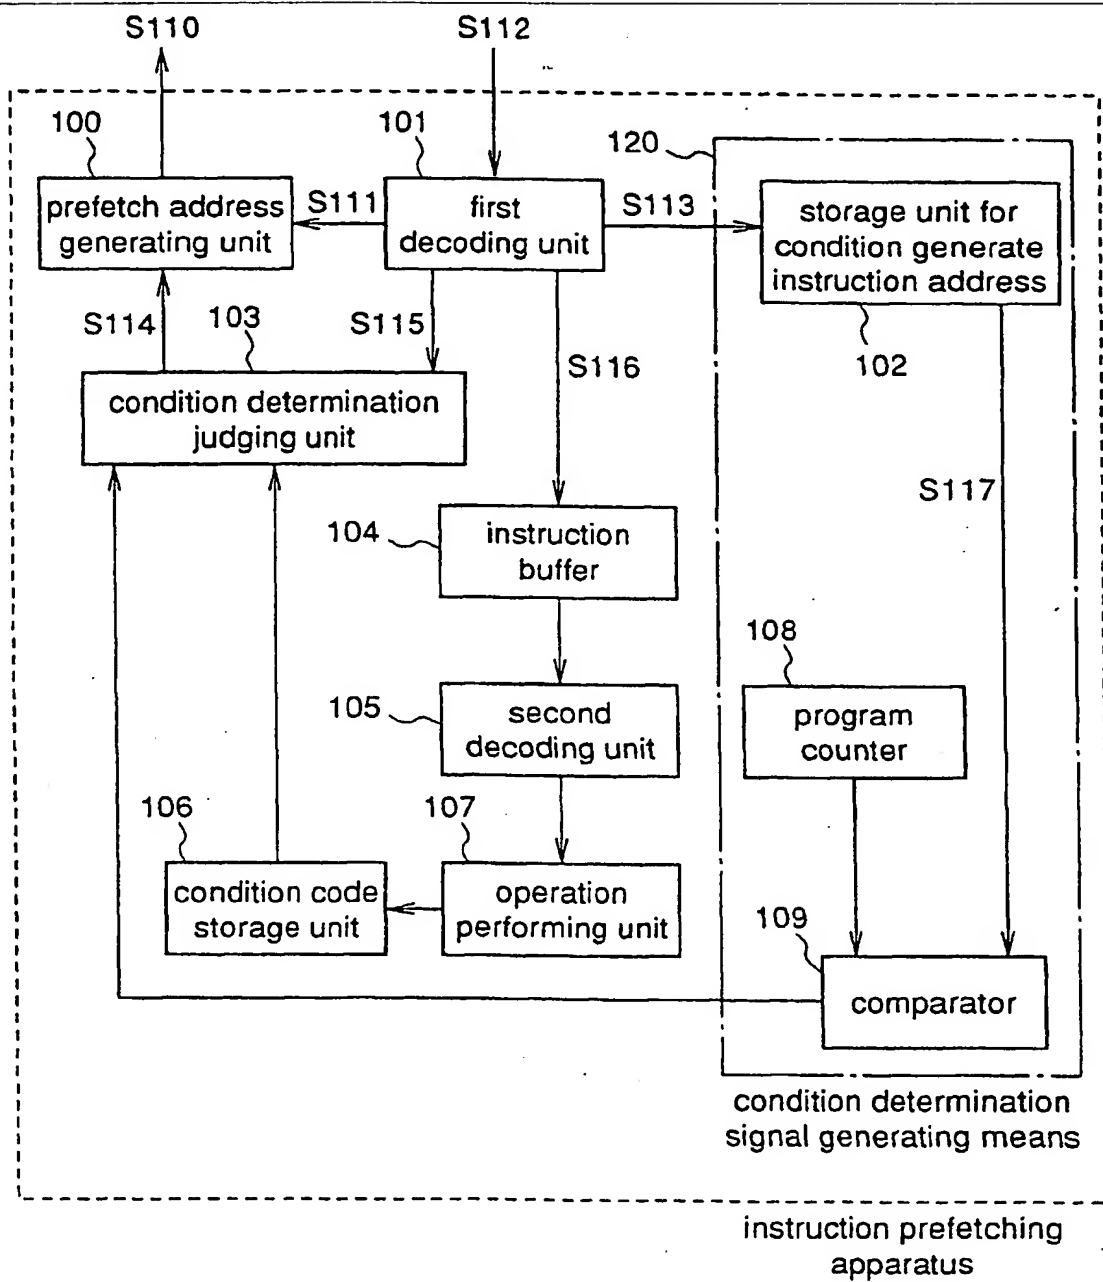 S110
S112
100
101
120
prefetch address
generating unit
S111
first
decoding unit
S113
storage unit for
condition generate
instruction address
S114
103
S115
S116
102
condition determination
judging unit
S117
104
instruction
buffer
108
105
second
decoding unit
program
counter
106
107
condition code
storage unit
operation
performing unit
109
comparator
condition determination
signal generating means
instruction prefetching
apparatus